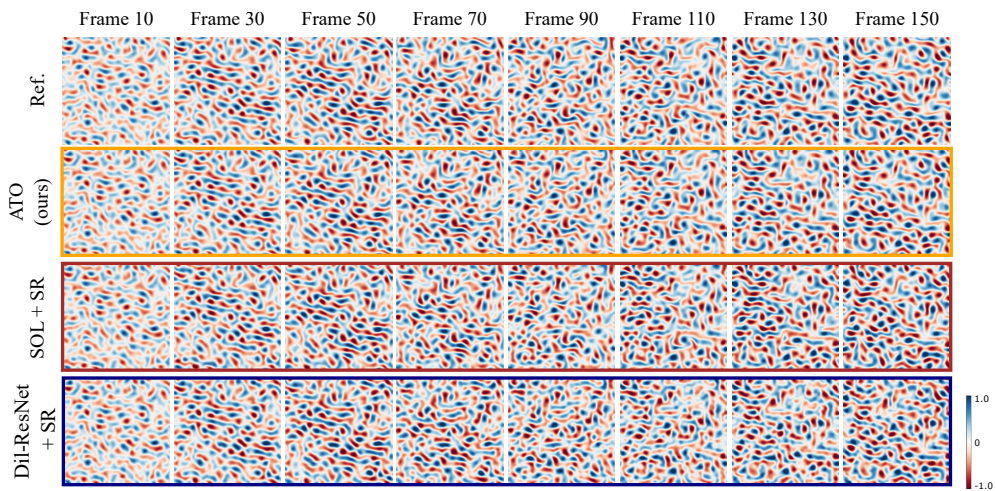 Frame 10 Frame 30 Frame 50 Frame 70 Frame 90 Frame 110 Frame 130 Frame 150
Ref.
ATO
(ours)
SOL + SR
Dil-ResNet
+ SR
1.0
0
-1.0